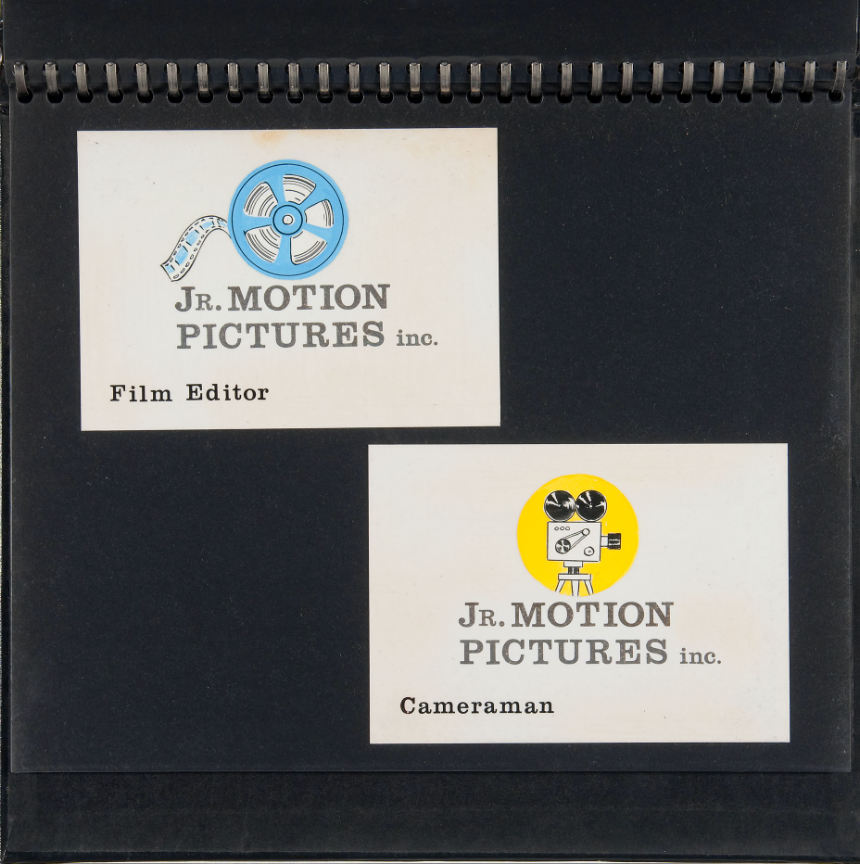 JR. MOTION
PICTURES inc.
Film Editor
JR. MOTION
PICTURES inc.
Cameraman